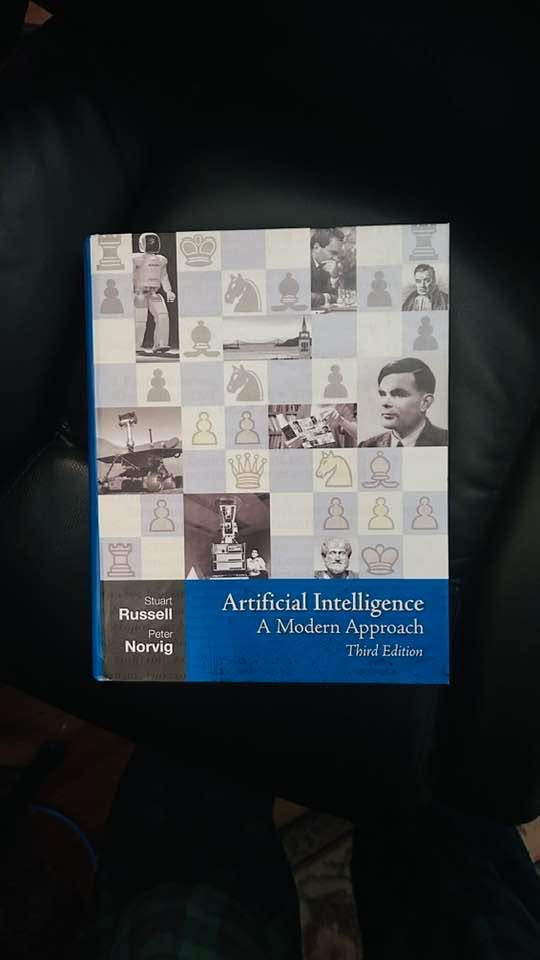 Stuart
Russell
Peter
Norvig
Artificial Intelligence
A Modern Approach
Third Edition